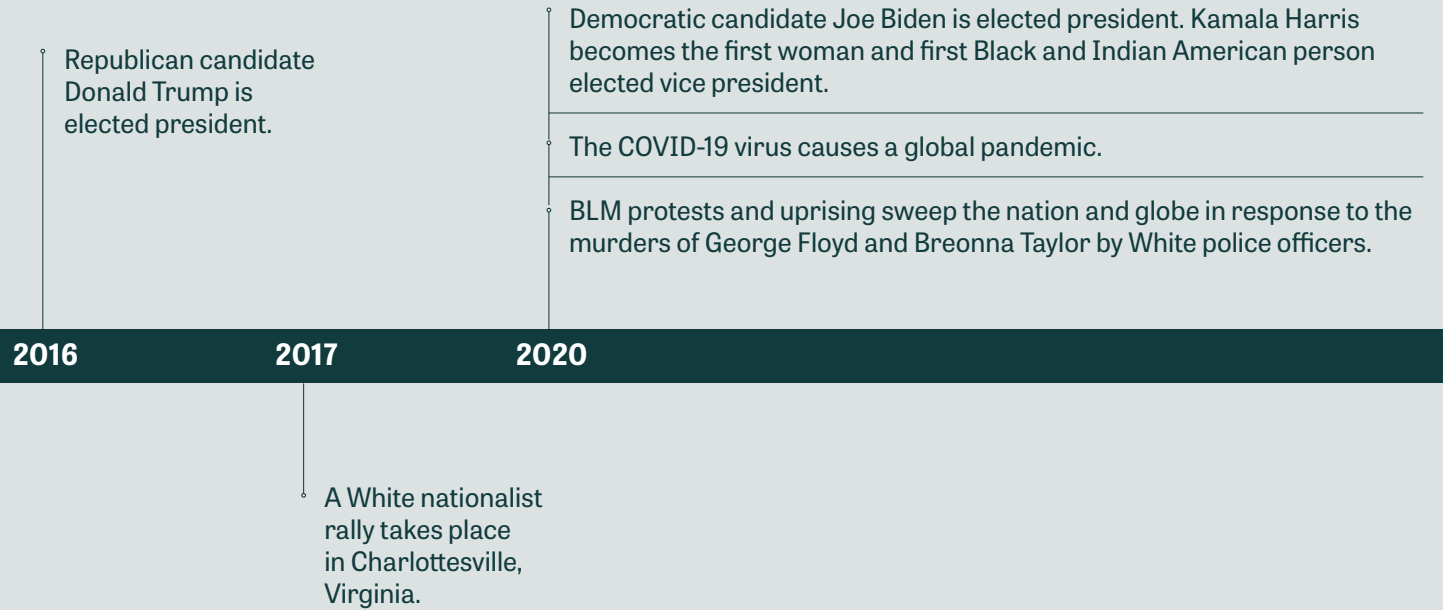 Republican candidate
Donald Trump is
elected president.
Democratic candidate Joe Biden is elected president. Kamala Harris
becomes the first woman and first Black and Indian American person
elected vice president.
The COVID-19 virus causes a global pandemic.
BLM protests and uprising sweep the nation and globe in response to the
murders of George Floyd and Breonna Taylor by White police officers.
2016
2017
2020
A White nationalist
rally takes place
in Charlottesville,
Virginia.